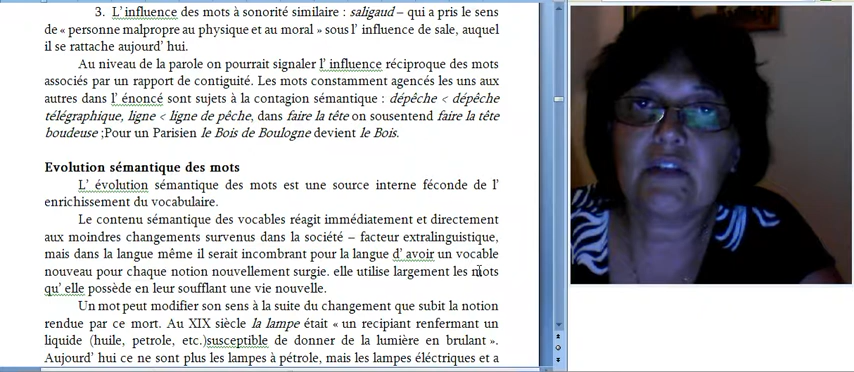 3. L' influence des mots à sonorité similaire : saligaud – qui a pris le sens
de « personne malpropre au physique et au moral » sous l' influence de sale, auquel
il se rattache aujourd' hui.
Au niveau de la parole on pourrait signaler l' influence réciproque des mots
associés par un rapport de contiguité. Les mots constamment agencés les uns aux
autres dans l' énoncé sont sujets à la contagion sémantique : dépêche < dépêche
télégraphique, ligne < ligne de pêche, dans faire la tête on sousentend faire la tête
boudeuse ;Pour un Parisien le Bois de Boulogne devient le Bois.
Evolution sémantique des mots
L' évolution sémantique des mots est une source interne féconde de l'
enrichissement du vocabulaire.
Le contenu sémantique des vocables réagit immédiatement et directement
aux moindres changements survenus dans la société – facteur extralinguistique,
mais dans la langue même il serait incombrant pour la langue d' avoir un vocable
nouveau pour chaque notion nouvellement surgie. elle utilise largement les mots
qu' elle possède en leur soufflant une vie nouvelle.
Un mot peut modifier son sens à la suite du changement que subit la notion
rendue par ce mort. Au XIX siècle la lampe était « un recipiant renfermant un
liquide (huile, petrole, etc.)susceptible de donner de la lumière en brulant ».
Aujourd' hui ce ne sont plus les lampes à pétrole, mais les lampes éléctriques et a